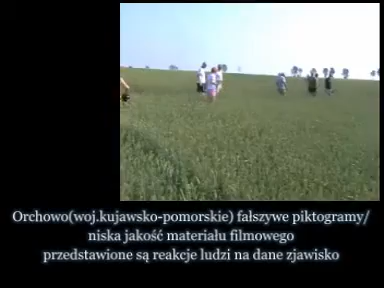 Orchowo(woj.kujawsko-pomorskie) fałszywe piktogramy/
niska jakość materiału filmowego
przedstawione są reakcje ludzi na dane zjawisko